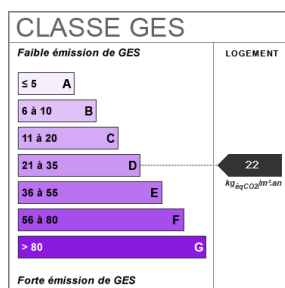 CLASSE GES
Faible émission de GES
LOGEMENT
≤ 5 A
6 à 10 B
11 à 20 C
21 à 35 D
22
kgéqCO2/m².an
36 à 55 E
56 à 80 F
> 80 G
Forte émission de GES